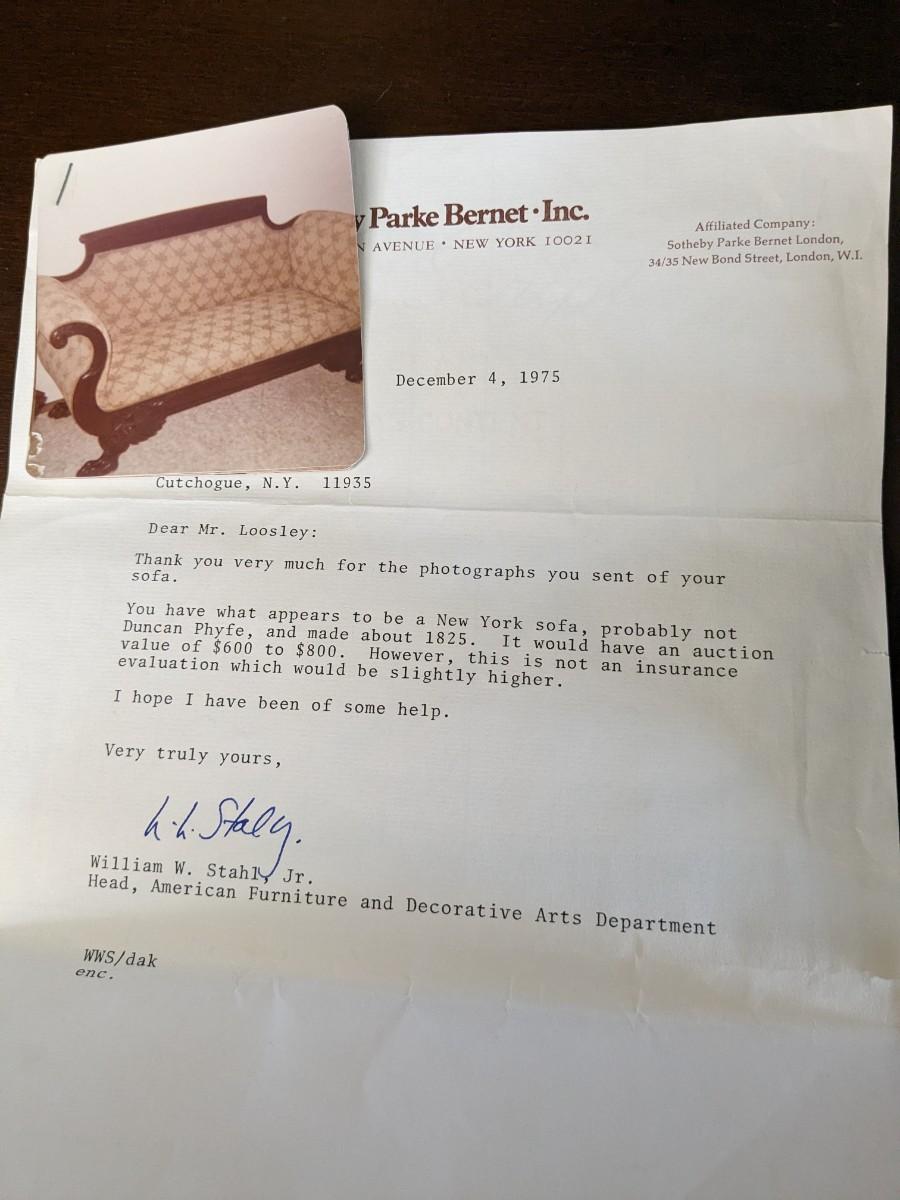 Parke Bernet · Inc.
AVENUE • NEW YORK 10021
Affiliated Company:
Sotheby Parke Bernet London,
34/35 New Bond Street, London, W.I.
December 4, 1975
Cutchogue, N.Y. 11935
Dear Mr. Loosley:
Thank you very much for the photographs you sent of your
sofa.
You have what appears to be a New York sofa, probably not
Duncan Phyfe, and made about 1825. It would have an auction
value of $600 to $800. However, this is not an insurance
evaluation which would be slightly higher.
I hope I have been of some help.
Very truly yours,
William W. Stahl, Jr.
Head, American Furniture and Decorative Arts Department
WWS/dak
enc.